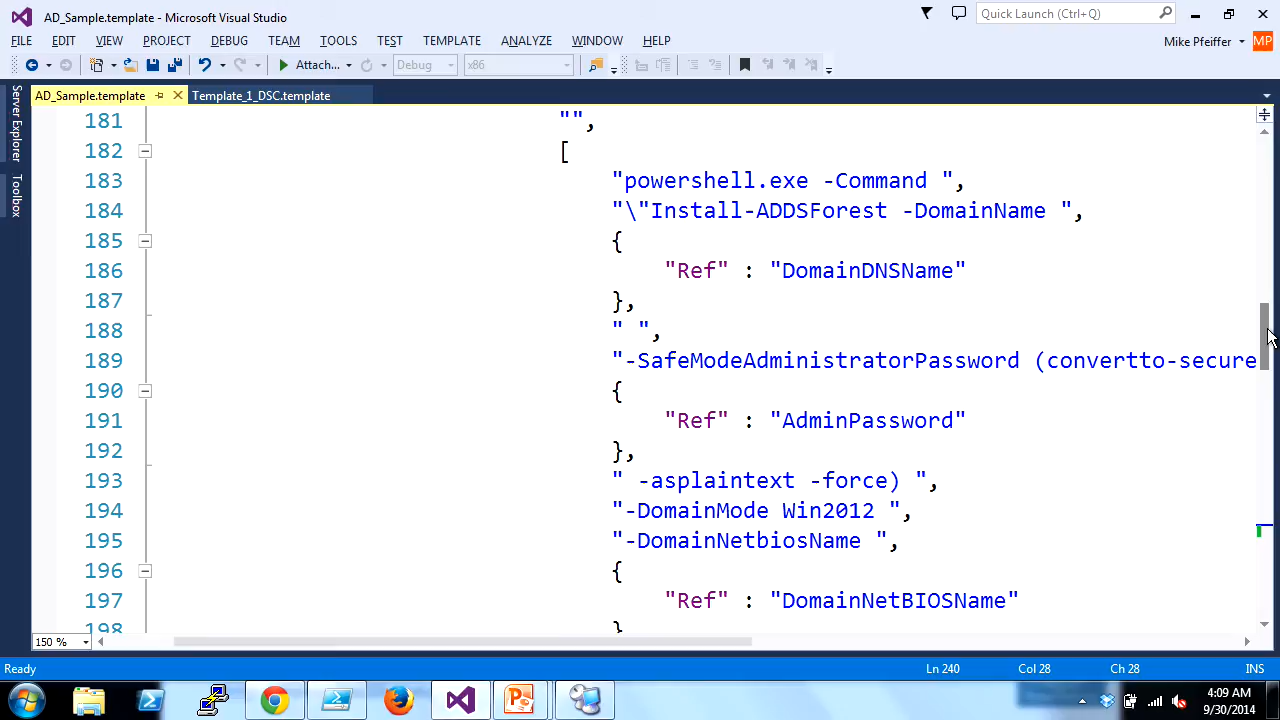 AD_Sample.template - Microsoft Visual Studio
Quick Launch (Ctrl+Q)
FILE EDIT VIEW PROJECT DEBUG TEAM TOOLS TEST TEMPLATE ANALYZE WINDOW HELP
Mike Pfeiffer MP
Attach... Debug x86
AD_Sample.template Template_1_DSC.template
Server Explorer
Toolbox
181 "",
182 [
183 "powershell.exe -Command ",
184 "\"Install-ADDSForest -DomainName ",
185 {
186 "Ref" : "DomainDNSName"
187 },
188 " ",
189 "-SafeModeAdministratorPassword (convertto-secure
190 {
191 "Ref" : "AdminPassword"
192 },
193 " -asplaintext -force) ",
194 "-DomainMode Win2012 ",
195 "-DomainNetbiosName ",
196 {
197 "Ref" : "DomainNetBIOSName"
198 }
150 %
Ready Ln 240 Col 28 Ch 28 INS
4:09 AM
9/30/2014